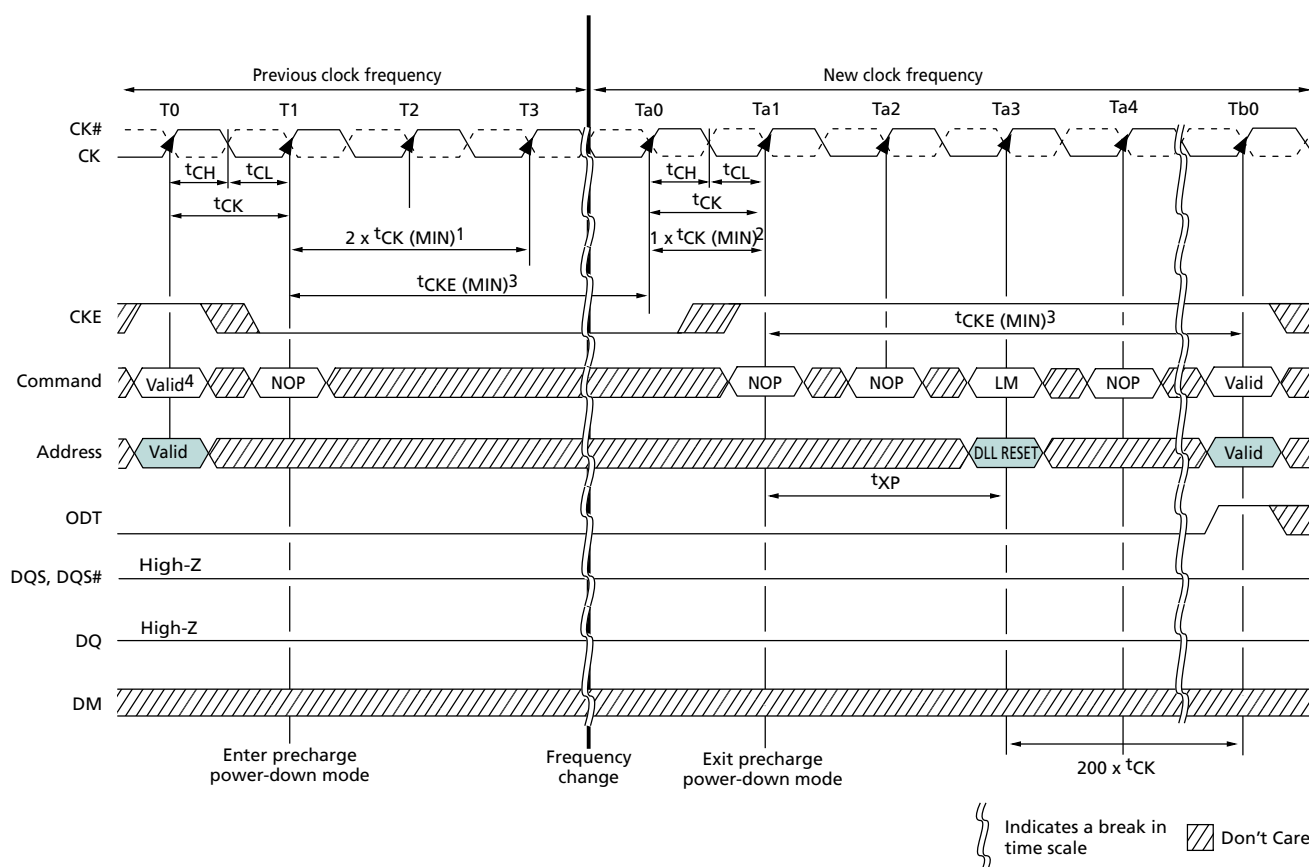 Previous clock frequency
New clock frequency
T0 T1 T2 T3 Ta0 Ta1 Ta2 Ta3 Ta4 Tb0
CK#
CK
tCH tCL tCH tCL
tCK tCK
2 x tCK (MIN)1 1 x tCK (MIN)2
tCKE (MIN)3
CKE
tCKE (MIN)3
Command Valid4 NOP NOP NOP LM NOP Valid
Address Valid DLL RESET Valid
tXP
ODT
High-Z
DQS, DQS#
High-Z
DQ
DM
Enter precharge
power-down mode
Frequency
change
Exit precharge
power-down mode
200 x tCK
Indicates a break in
time scale
Don't Care